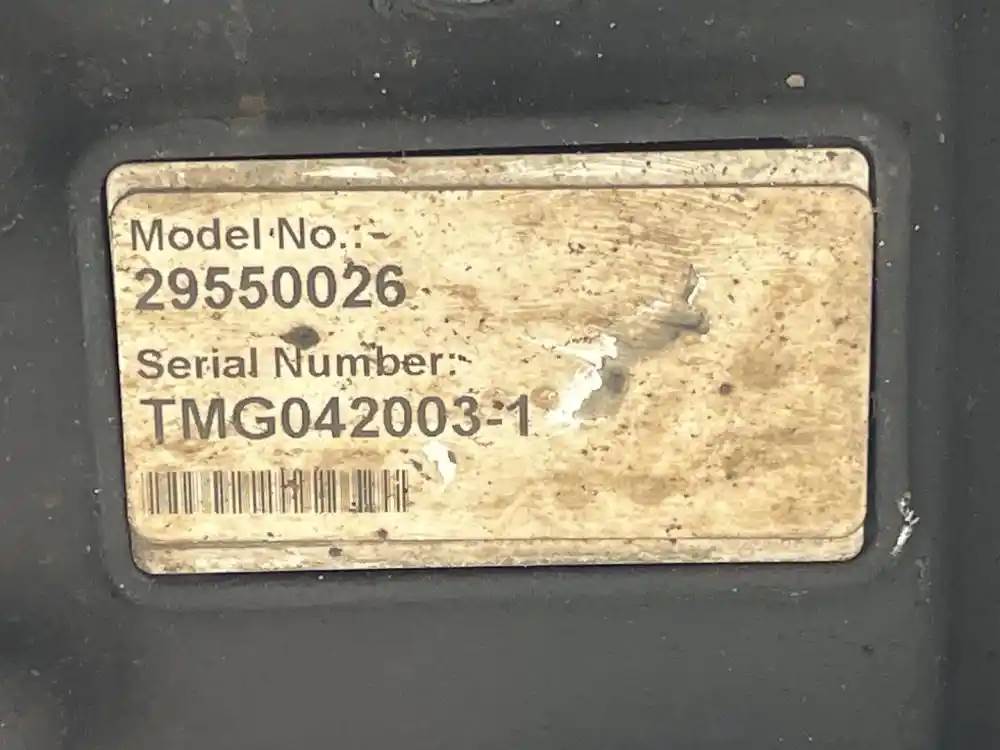 Model No.:-
29550026
Serial Number:-
TMG042003-1